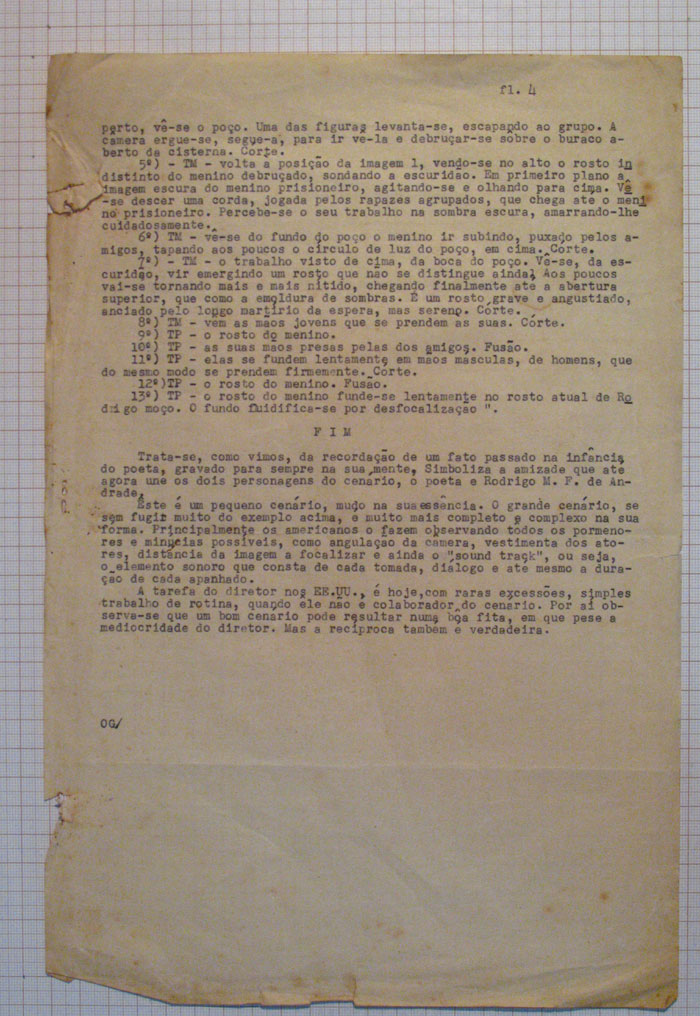 fl. 4
perto, vê-se o poço. Uma das figuras levanta-se, escapando ao grupo. A
camera ergue-se, segue-a, para ir ve-la e debruçar-se sobre o buraco a-
berto da cisterna. Corte.
5º) - TM - volta a posição da imagem 1, vendo-se no alto o rosto in
distinto do menino debruçado, sondando a escuridão. Em primeiro plano a
imagem escura do menino prisioneiro, agitando-se e olhando para cima. Vê
-se descer uma corda, jogada pelos rapazes agrupados, que chega até o meni
no prisioneiro. Percebe-se o seu trabalho na sombra escura, amarrando-lhe
cuidadosamente.
6º) TM - vê-se do fundo do poço o menino ir subindo, puxado pelos a-
migos, tapando aos poucos o círculo de luz do poço, em cima. Corte.
7º) - TM - o trabalho visto de cima, da boca do poço. Vê-se, da es-
curidão, vir emergindo um rosto que não se distingue ainda. Aos poucos
vai-se tornando mais e mais nítido, chegando finalmente até a abertura
superior, que como a emoldura de sombras. É um rosto grave e angustiado,
anciado pelo longo martírio da espera, mas sereno. Córte.
8º) TM - vem as mãos jovens que se prendem as suas. Córte.
9º) TP - o rosto do menino.
10º) TP - as suas mãos presas pelas dos amigos. Fusão.
11º) TP - elas se fundem lentamente em mãos masculas, de homens, que
do mesmo modo se prendem firmemente. Corte.
12º) TP - o rosto do menino. Fusão.
13º) TP - o rosto do menino funde-se lentamente no rosto atual de Ro
drigo moço. O fundo fluidifica-se por desfocalização ".
F I M
Trata-se, como vimos, da recordação de um fato passado na infância
do poeta, gravado para sempre na sua mente. Simboliza a amizade que até
agora une os dois personagens do cenario, o poeta e Rodrigo M. F. de An-
drade.
Êste é um pequeno cenário, mudo na sua essência. O grande cenário, se
sem fugir muito do exemplo acima, é muito mais completo e complexo na sua
forma. Principalmente os americanos o fazem observando todos os pormeno-
res e minúcias possíveis, como angulação da camera, vestimenta dos ato-
res, distância da imagem a focalizar e ainda o "sound track", ou seja,
o elemento sonoro que consta de cada tomada, diálogo e até mesmo a dura-
ção de cada apanhado.
A tarefa do diretor nos EE.UU., é hoje, com raras excessões, simples
trabalho de rotina, quando ele não é colaborador do cenario. Por aí ob-
serva-se que um bom cenario pode resultar numa bôa fita, em que pese a
mediocridade do diretor. Mas a recíproca também é verdadeira.
OG/